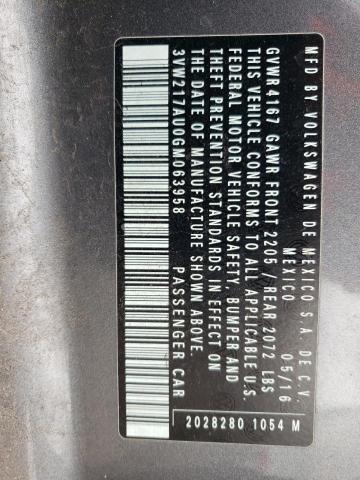 MFD BY VOLKSWAGEN DE MEXICO S.A. DE C.V.
MEXICO 05/16
GVWR 4167 GAWR FRONT 2205 / REAR 2072 LBS
THIS VEHICLE CONFORMS TO ALL APPLICABLE U.S.
FEDERAL MOTOR VEHICLE SAFETY, BUMPER AND
THEFT PREVENTION STANDARDS IN EFFECT ON
THE DATE OF MANUFACTURE SHOWN ABOVE.
3VW217AU0GM063958 PASSENGER CAR
2028280 1054 M